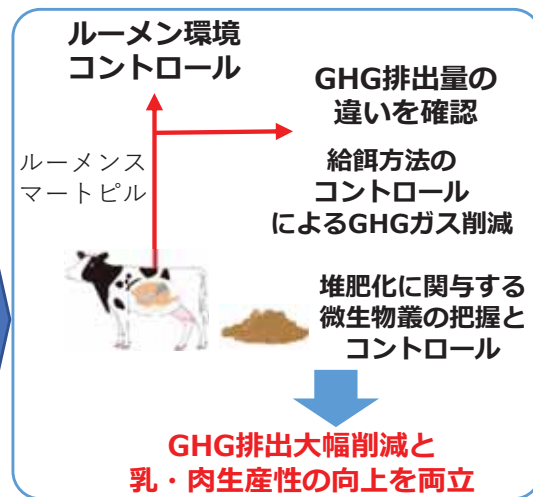 ルーメン環境
コントロール
GHG排出量の
違いを確認
ルーメンス
マートピル
給餌方法の
コントロール
によるGHGガス削減
堆肥化に関与する
微生物叢の把握と
コントロール
GHG排出大幅削減と
乳・肉生産性の向上を両立